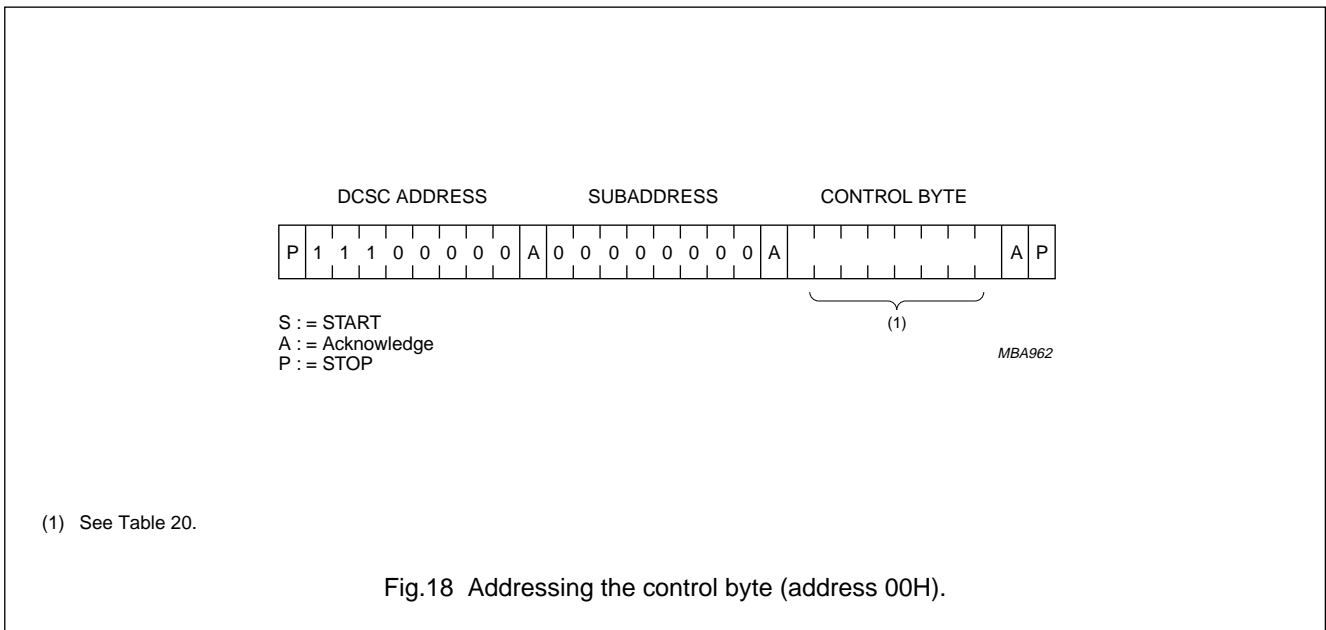 DCSC ADDRESS SUBADDRESS CONTROL BYTE
P 1 1 1 0 0 0 0 0 A 0 0 0 0 0 0 0 0 A A P
(1)
S : = START
A : = Acknowledge
P : = STOP
MBA962
(1) See Table 20.
Fig.18 Addressing the control byte (address 00H).